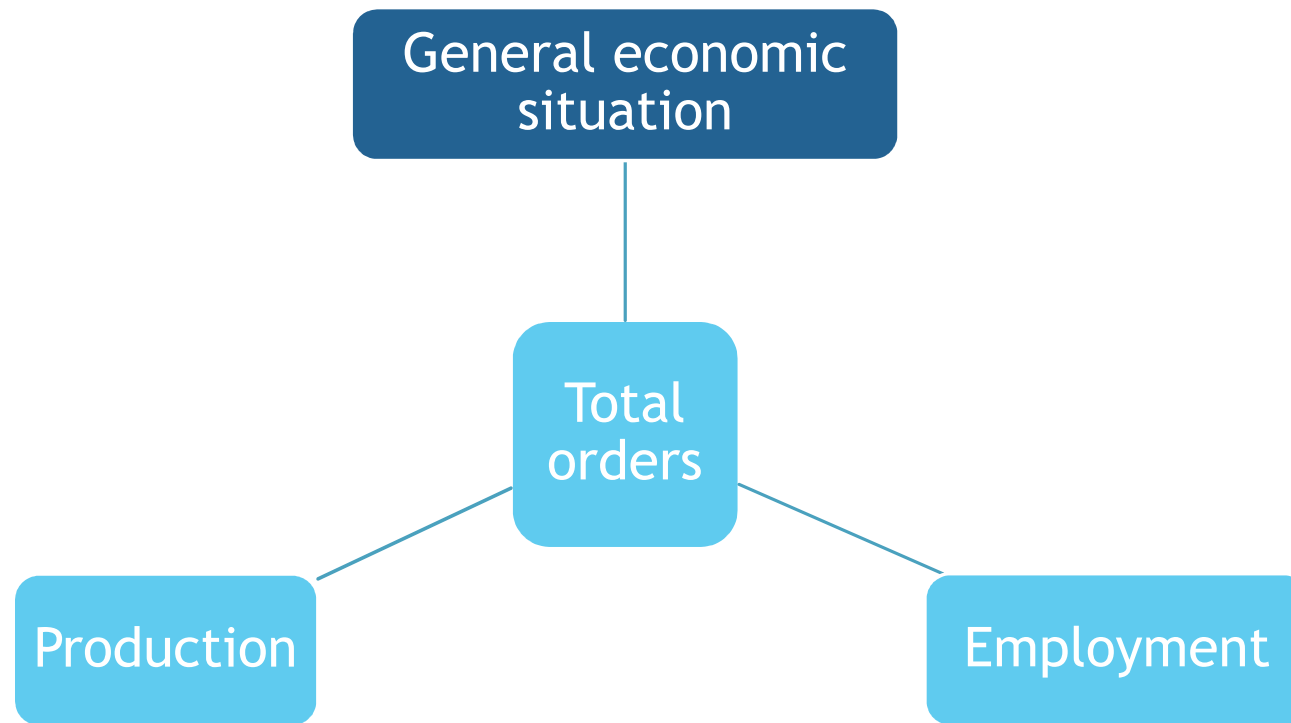 General economic
situation
Total
orders
Production
Employment